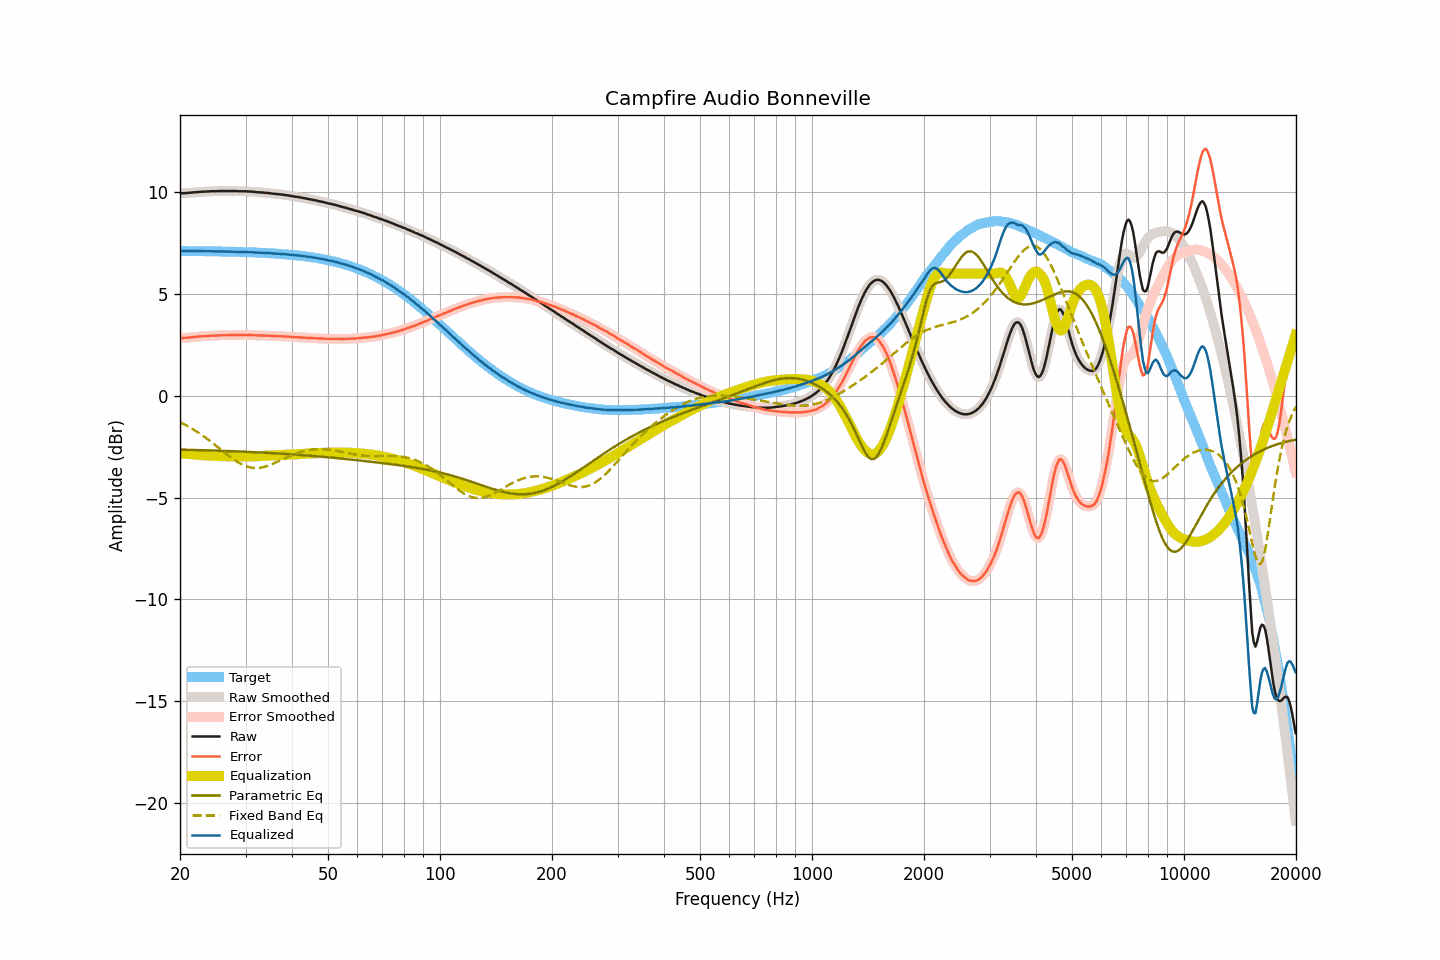 Campfire Audio Bonneville
Amplitude (dBr)
10
5
0
−5
−10
−15
−20
Target
Raw Smoothed
Error Smoothed
Raw
Error
Equalization
Parametric Eq
Fixed Band Eq
Equalized
20 50 100 200 500 1000 2000 5000 10000 20000
Frequency (Hz)